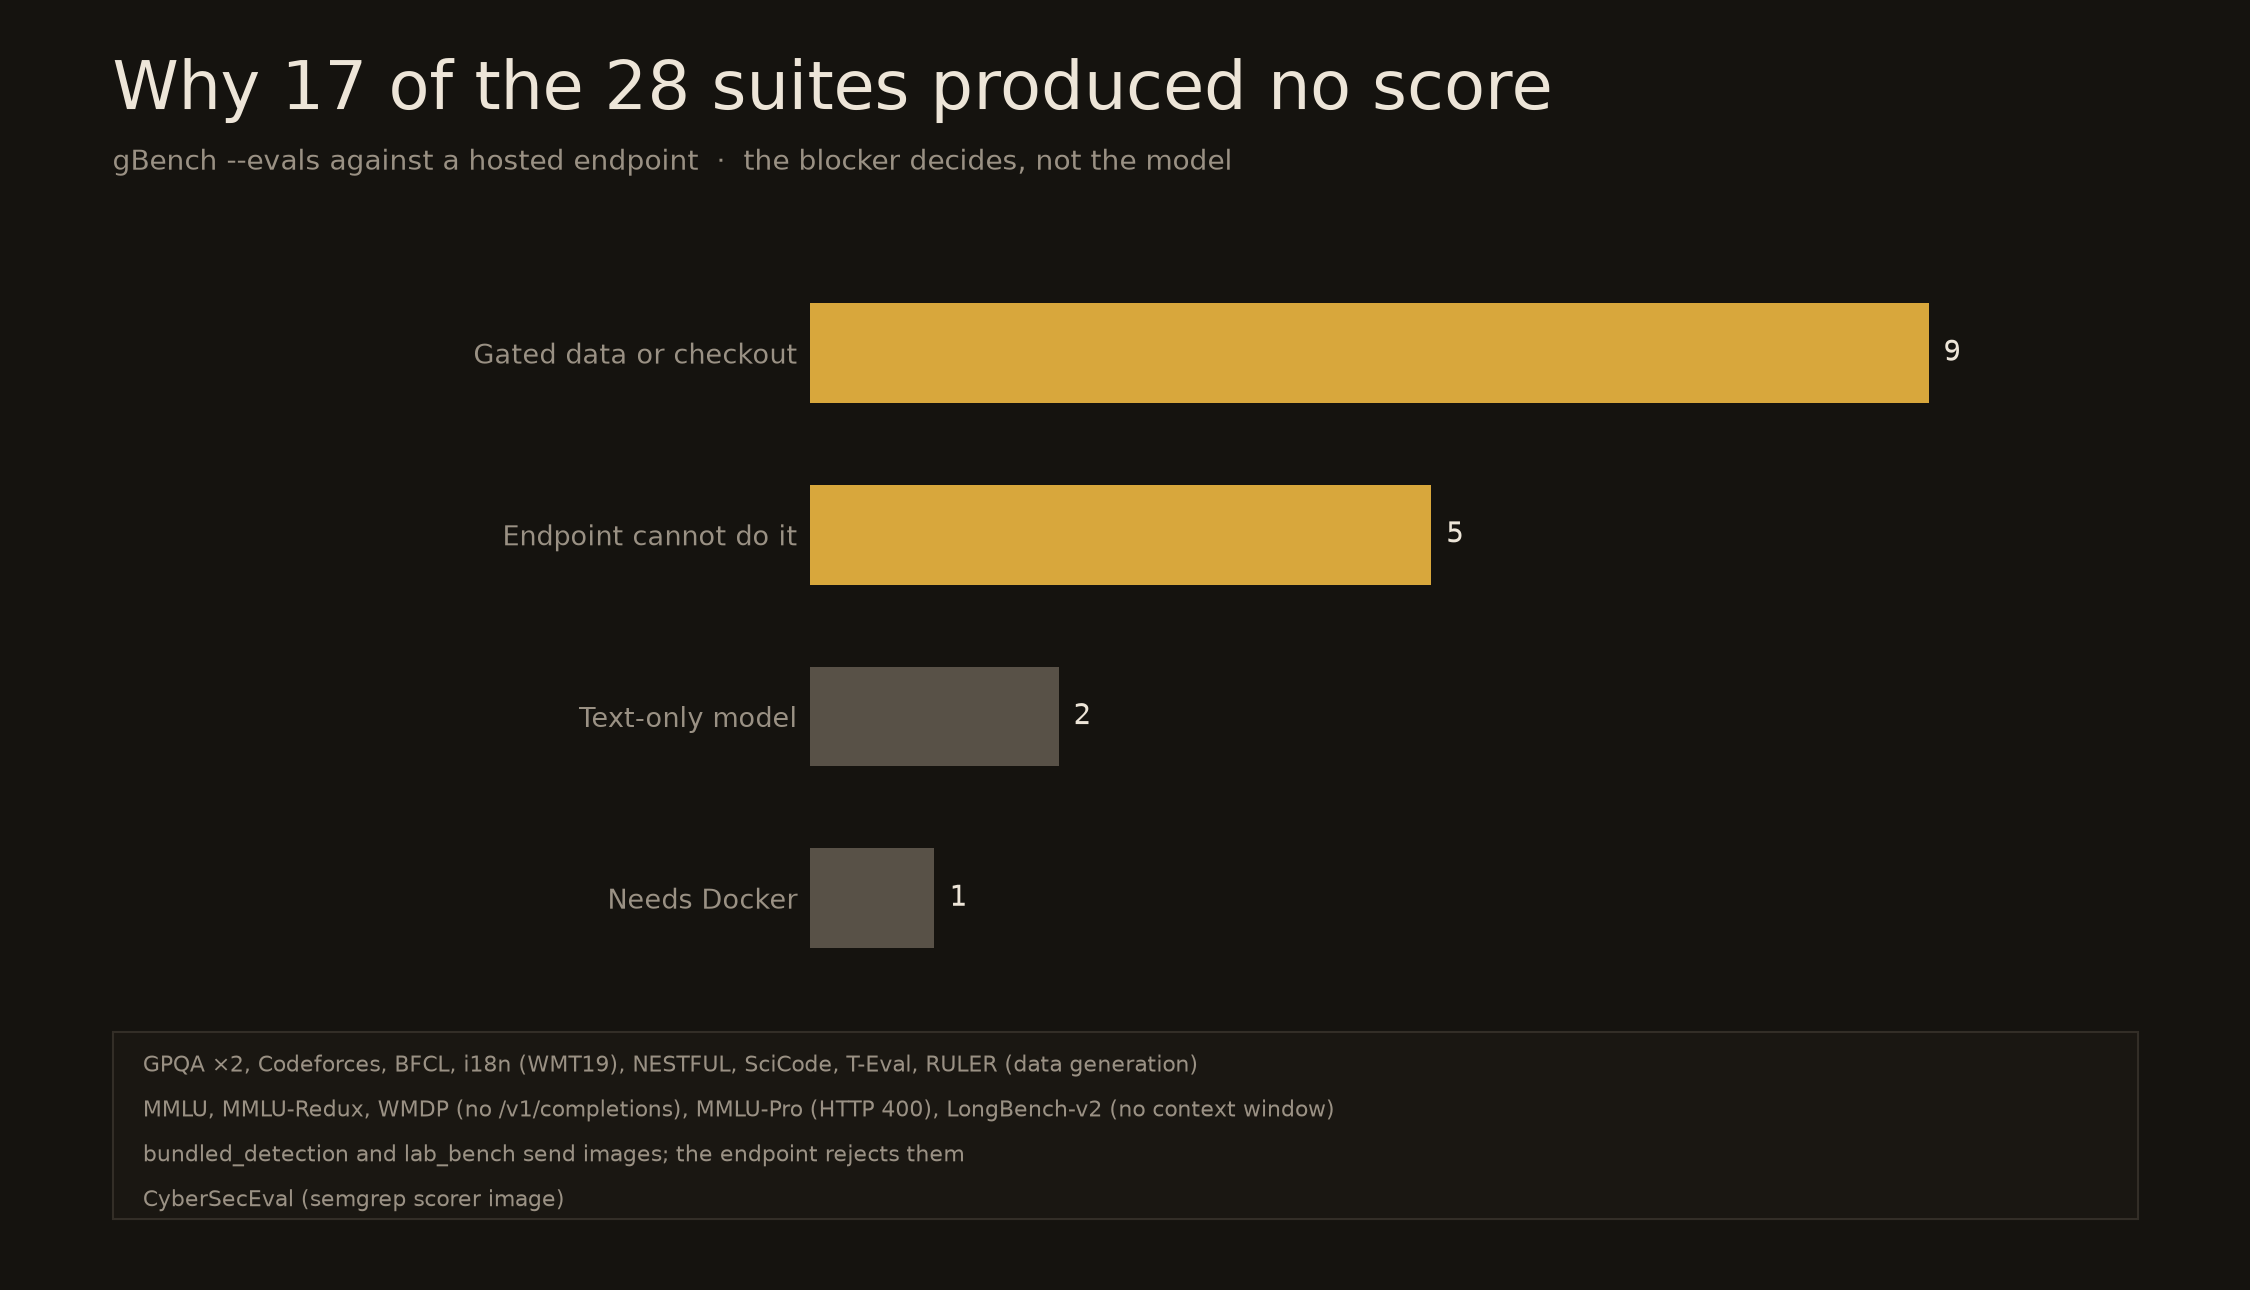 Why 17 of the 28 suites produced no score
gBench --evals against a hosted endpoint · the blocker decides, not the model
Gated data or checkout 9
Endpoint cannot do it 5
Text-only model 2
Needs Docker 1
GPQA ×2, Codeforces, BFCL, i18n (WMT19), NESTFUL, SciCode, T-Eval, RULER (data generation)
MMLU, MMLU-Redux, WMDP (no /v1/completions), MMLU-Pro (HTTP 400), LongBench-v2 (no context window)
bundled_detection and lab_bench send images; the endpoint rejects them
CyberSecEval (semgrep scorer image)